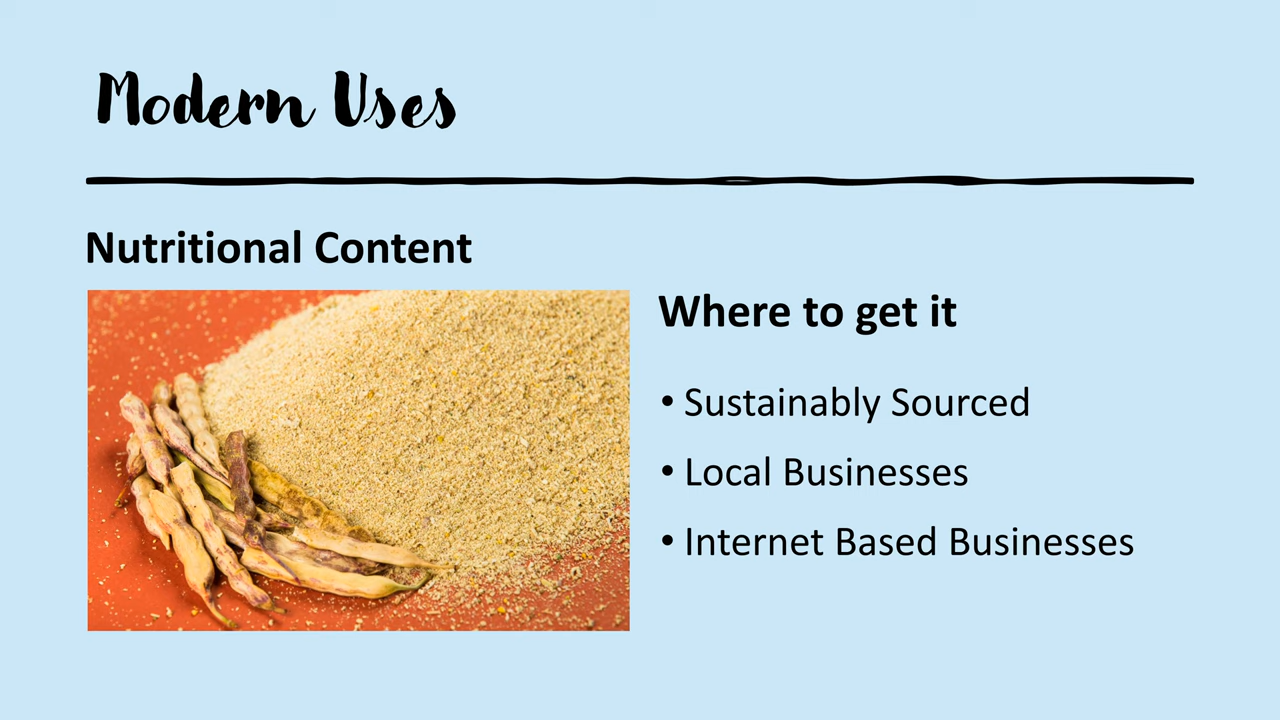 Modern Uses
Nutritional Content
Where to get it
• Sustainably Sourced
• Local Businesses
• Internet Based Businesses